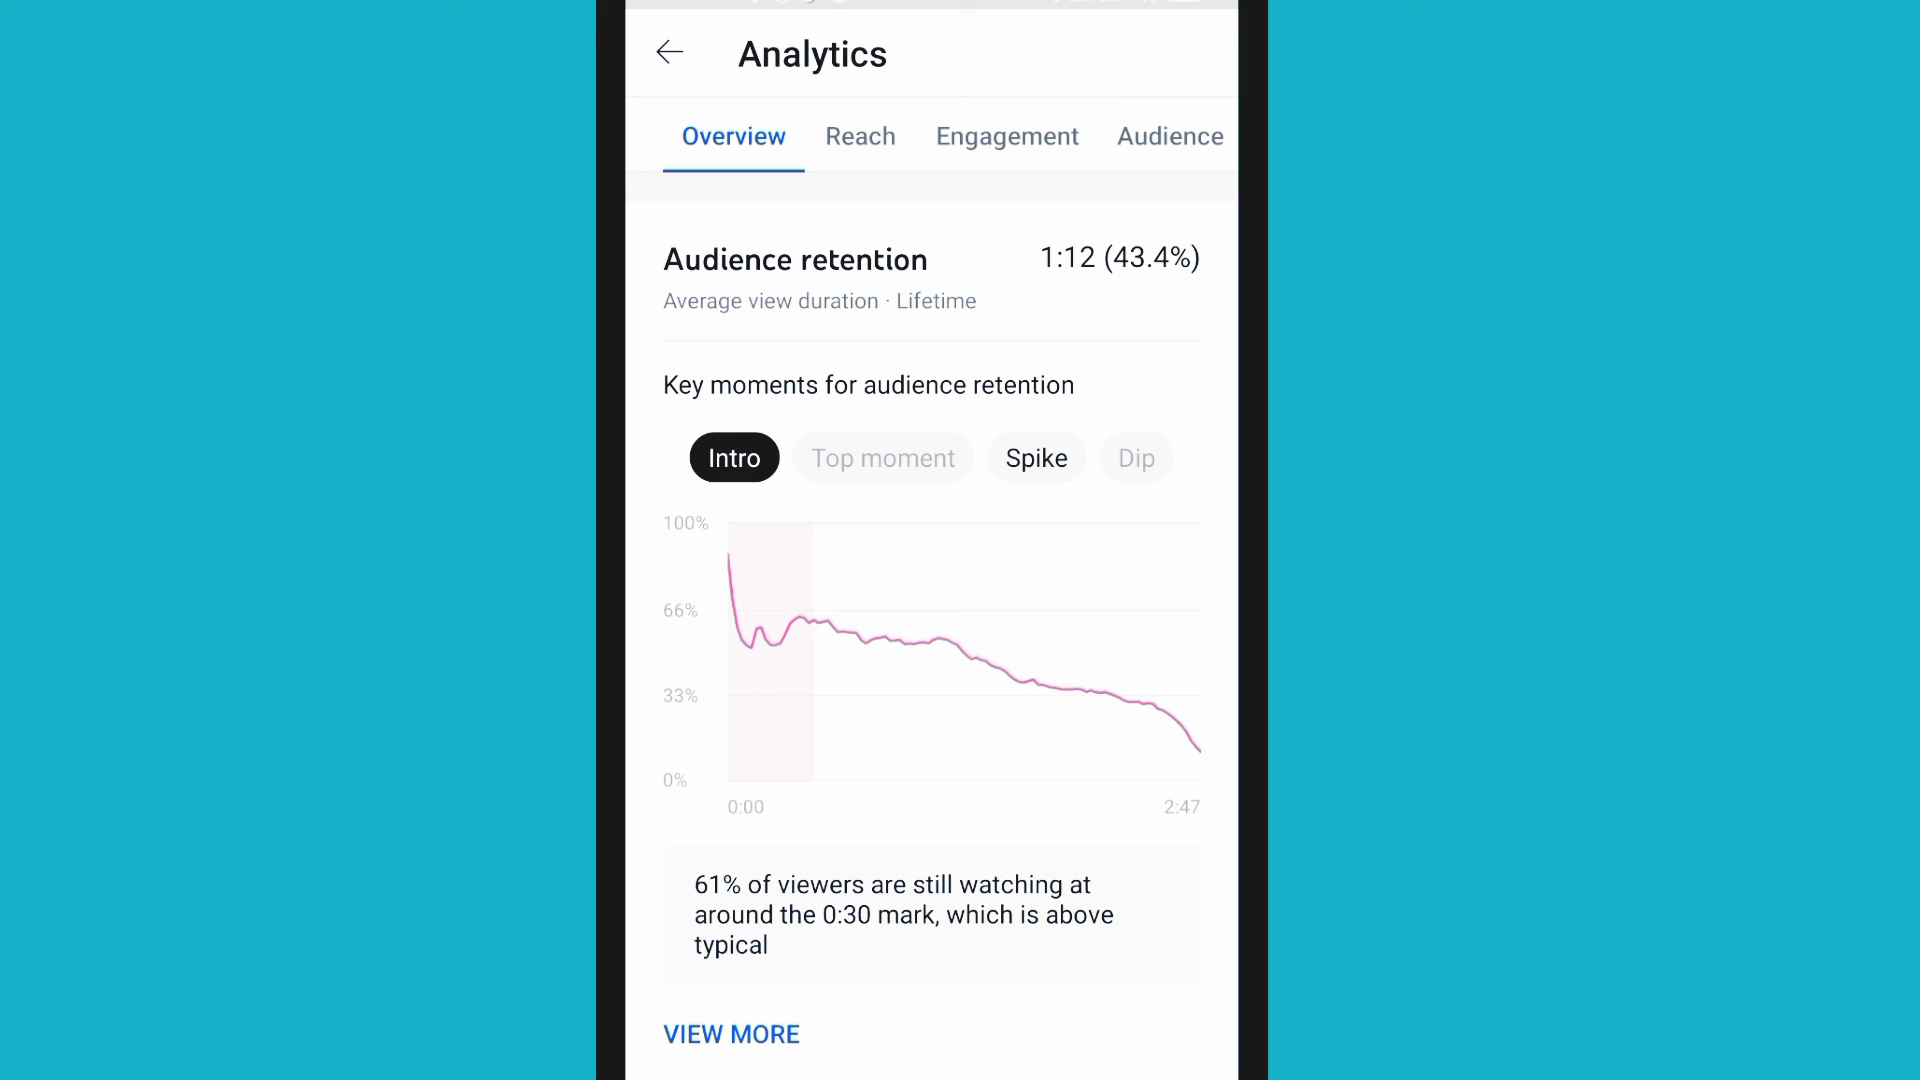 Analytics
Overview Reach Engagement Audience
Audience retention 1:12 (43.4%)
Average view duration · Lifetime
Key moments for audience retention
Intro Top moment Spike Dip
100%
66%
33%
0%
0:00 2:47
61% of viewers are still watching at
around the 0:30 mark, which is above
typical
VIEW MORE